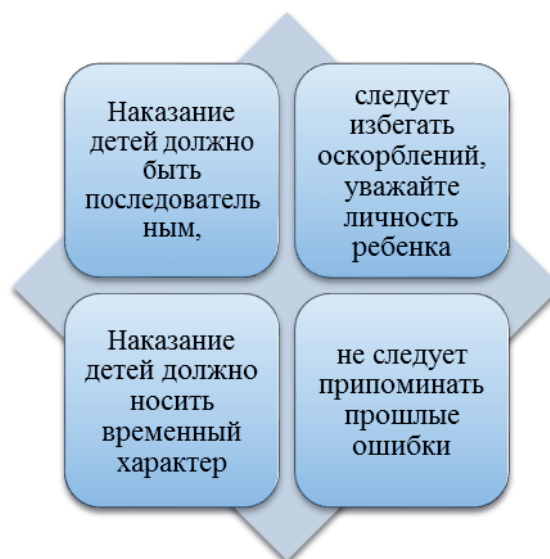 Наказание
детей должно
быть
последователь
ным,
следует
избегать
оскорблений,
уважайте
личность
ребенка
Наказание
детей должно
носить
временный
характер
не следует
припоминать
прошлые
ошибки